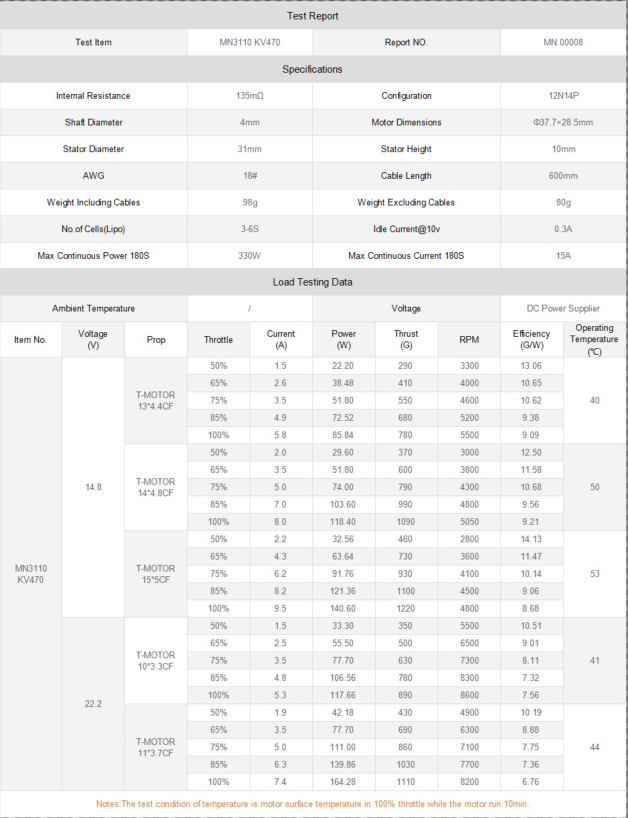 Test Report
Test Item MN3110 KV470 Report NO. MN.00008
Specifications
Internal Resistance 135mΩ Configuration 12N14P
Shaft Diameter 4mm Motor Dimensions Φ37.7×28.5mm
Stator Diameter 31mm Stator Height 10mm
AWG 18# Cable Length 600mm
Weight Including Cables 98g Weight Excluding Cables 80g
No.of Cells(Lipo) 3-6S Idle Current@10v 0.3A
Max Continuous Power 180S 330W Max Continuous Current 180S 15A
Load Testing Data
Ambient Temperature / Voltage DC Power Supplier
Item No. Voltage (V) Prop Throttle Current (A) Power (W) Thrust (G) RPM Efficiency (G/W) Operating Temperature (℃)
MN3110 KV470
14.8
T-MOTOR 13*4.4CF
50% 1.5 22.20 290 3300 13.06
65% 2.6 38.48 410 4000 10.65
75% 3.5 51.80 550 4600 10.62
85% 4.9 72.52 680 5200 9.38
100% 5.8 85.84 780 5500 9.09
40
T-MOTOR 14*4.8CF
50% 2.0 29.60 370 3000 12.50
65% 3.5 51.80 600 3800 11.58
75% 5.0 74.00 790 4300 10.68
85% 7.0 103.60 990 4800 9.56
100% 8.0 118.40 1090 5050 9.21
50
T-MOTOR 15*5CF
50% 2.2 32.56 460 2800 14.13
65% 4.3 63.64 730 3600 11.47
75% 6.2 91.76 930 4100 10.14
85% 8.2 121.36 1100 4500 9.06
100% 9.5 140.60 1220 4800 8.68
53
22.2
T-MOTOR 10*3.3CF
50% 1.5 33.30 350 5500 10.51
65% 2.5 55.50 500 6500 9.01
75% 3.5 77.70 630 7300 8.11
85% 4.8 106.56 780 8300 7.32
100% 5.3 117.66 890 8600 7.56
41
T-MOTOR 11*3.7CF
50% 1.9 42.18 430 4900 10.19
65% 3.5 77.70 690 6300 8.88
75% 5.0 111.00 860 7100 7.75
85% 6.3 139.86 1030 7700 7.36
100% 7.4 164.28 1110 8200 6.76
44
Notes:The test condition of temperature is motor surface temperature in 100% throttle while the motor run 10min.